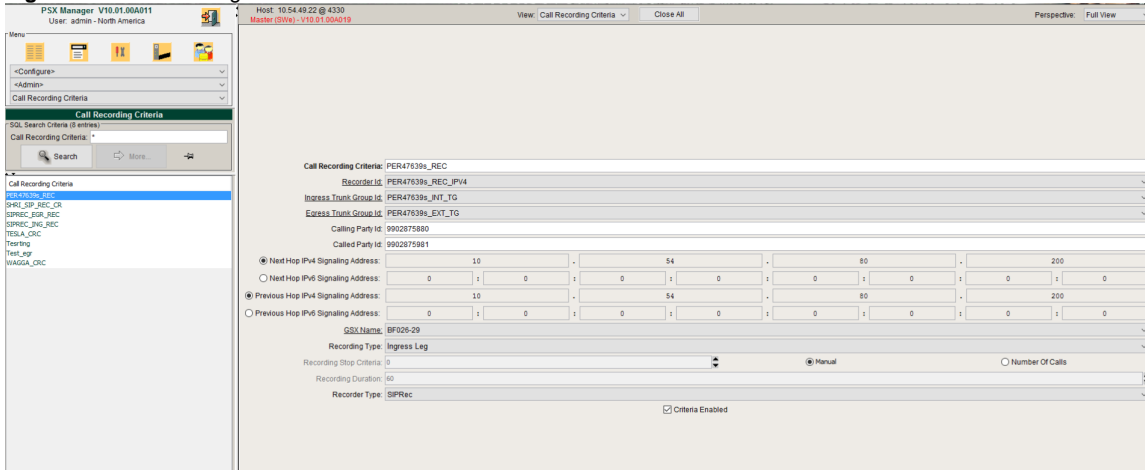 PSX Manager V10.01.00A011
User: admin - North America
Host: 10.54.49.22 @ 4330
Master (SWe) - V10.01.00A019
View: Call Recording Criteria Close All
Perspective: Full View
Menu
<Configure>
<Admin>
Call Recording Criteria
Call Recording Criteria
SQL Search Criteria (8 entries)
Call Recording Criteria: *
Search More...
Call Recording Criteria
PER47639s_REC
SHRI_SIP_REC_CR
SIPREC_EGR_REC
SIPREC_ING_REC
TESLA_CRC
Tesrting
Test_egr
WAGGA_CRC
Call Recording Criteria: PER47639s_REC
Recorder Id: PER47639s_REC_IPV4
Ingress Trunk Group Id: PER47639s_INT_TG
Egress Trunk Group Id: PER47639s_EXT_TG
Calling Party Id: 9902875880
Called Party Id: 9902875981
Next Hop IPv4 Signaling Address: 10 . 54 . 80 . 200
Next Hop IPv6 Signaling Address: 0 : 0 : 0 : 0 : 0 : 0 : 0 : 0
Previous Hop IPv4 Signaling Address: 10 . 54 . 80 . 200
Previous Hop IPv6 Signaling Address: 0 : 0 : 0 : 0 : 0 : 0 : 0 : 0
GSX Name: BF026-29
Recording Type: Ingress Leg
Recording Stop Criteria: 0 Manual Number Of Calls
Recording Duration: 60
Recorder Type: SIPRec
Criteria Enabled